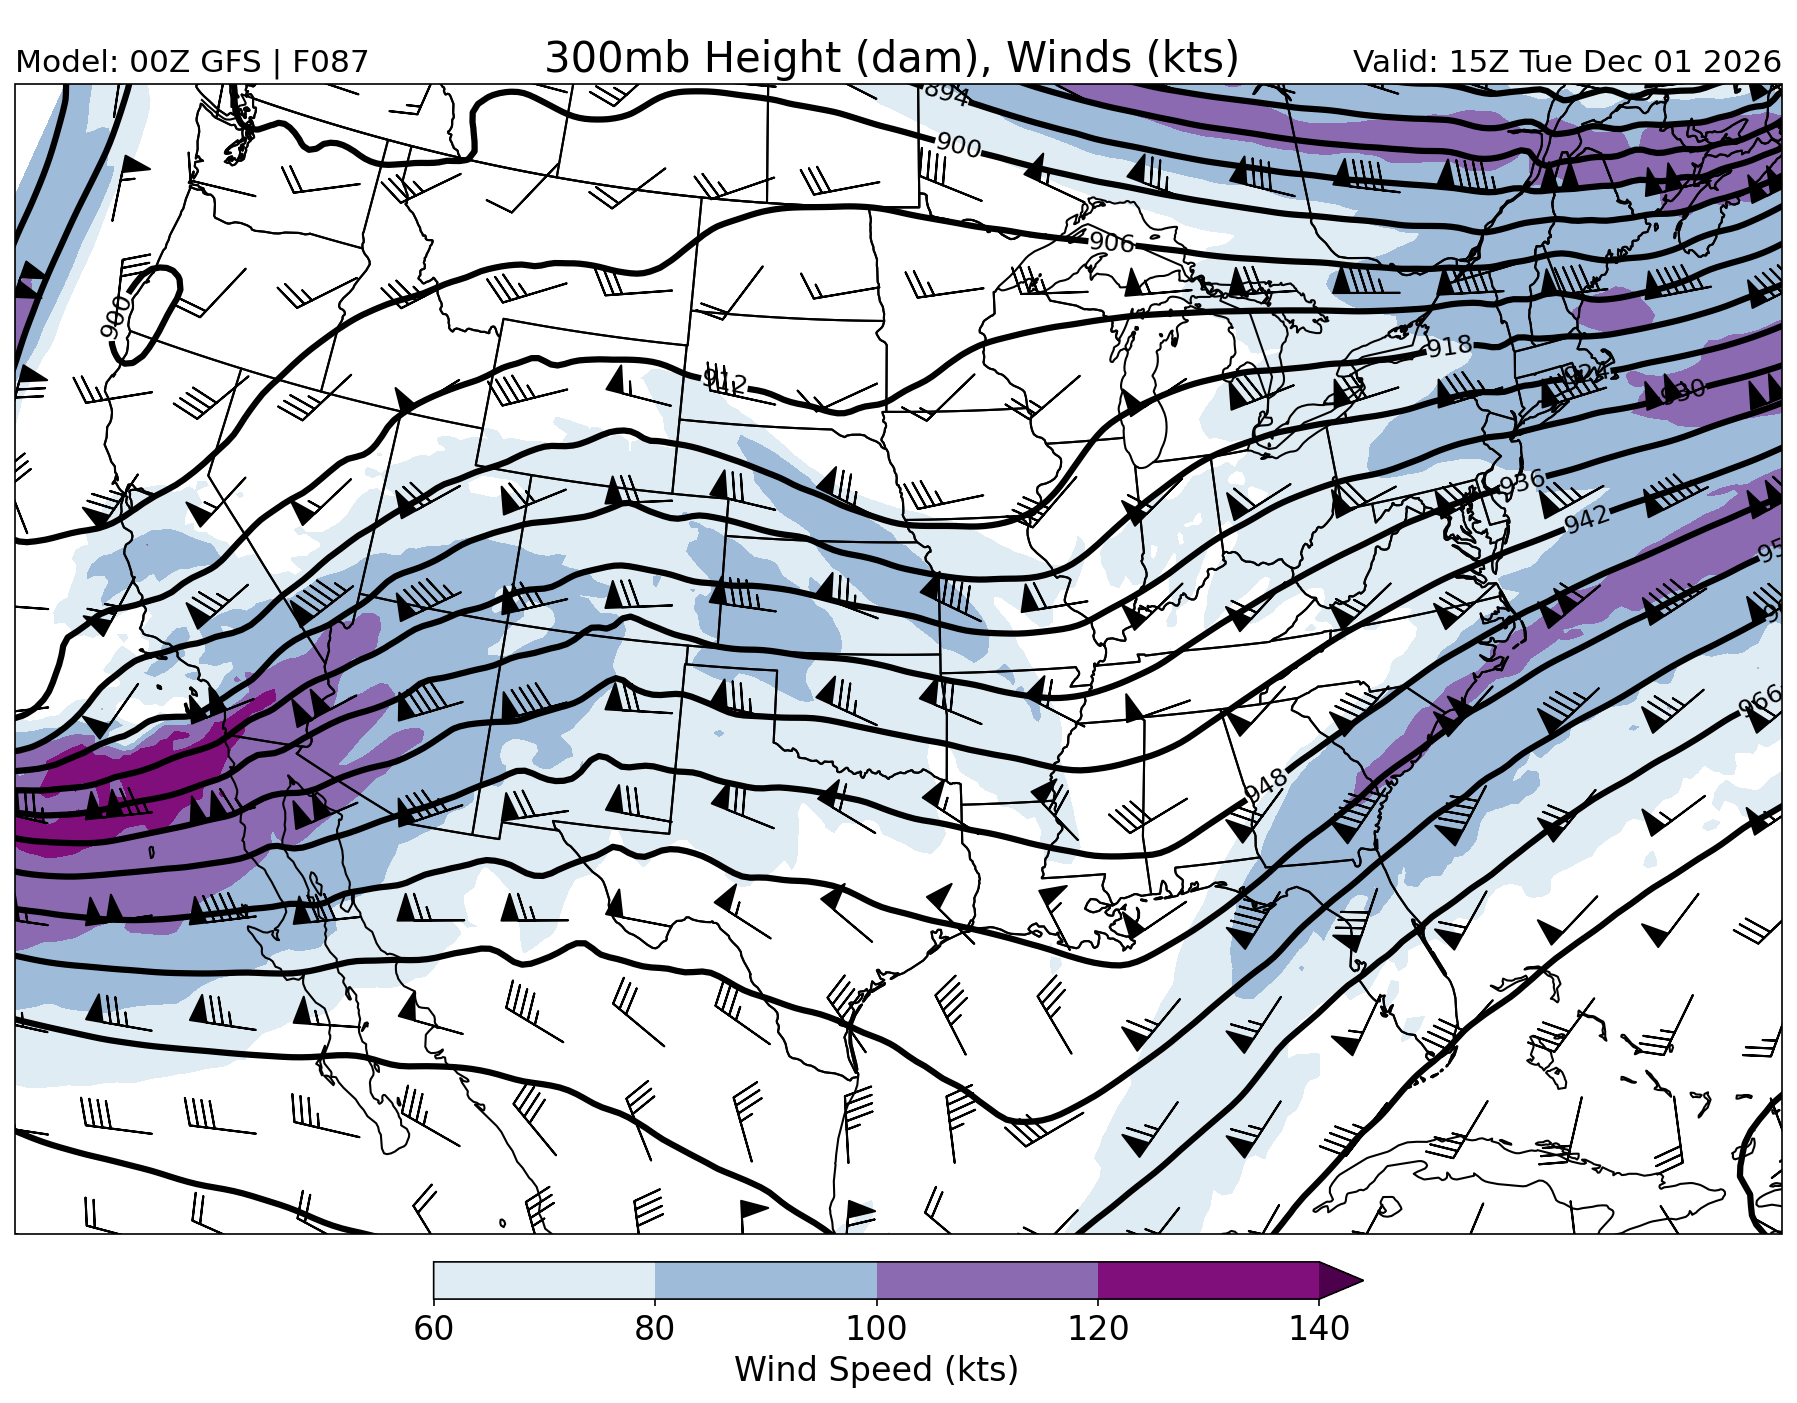 Model: 00Z GFS | F087
300mb Height (dam), Winds (kts)
Valid: 15Z Tue Dec 01 2026
894
900
906
900
918
912
924
930
936
942
948
966
60 80 100 120 140
Wind Speed (kts)